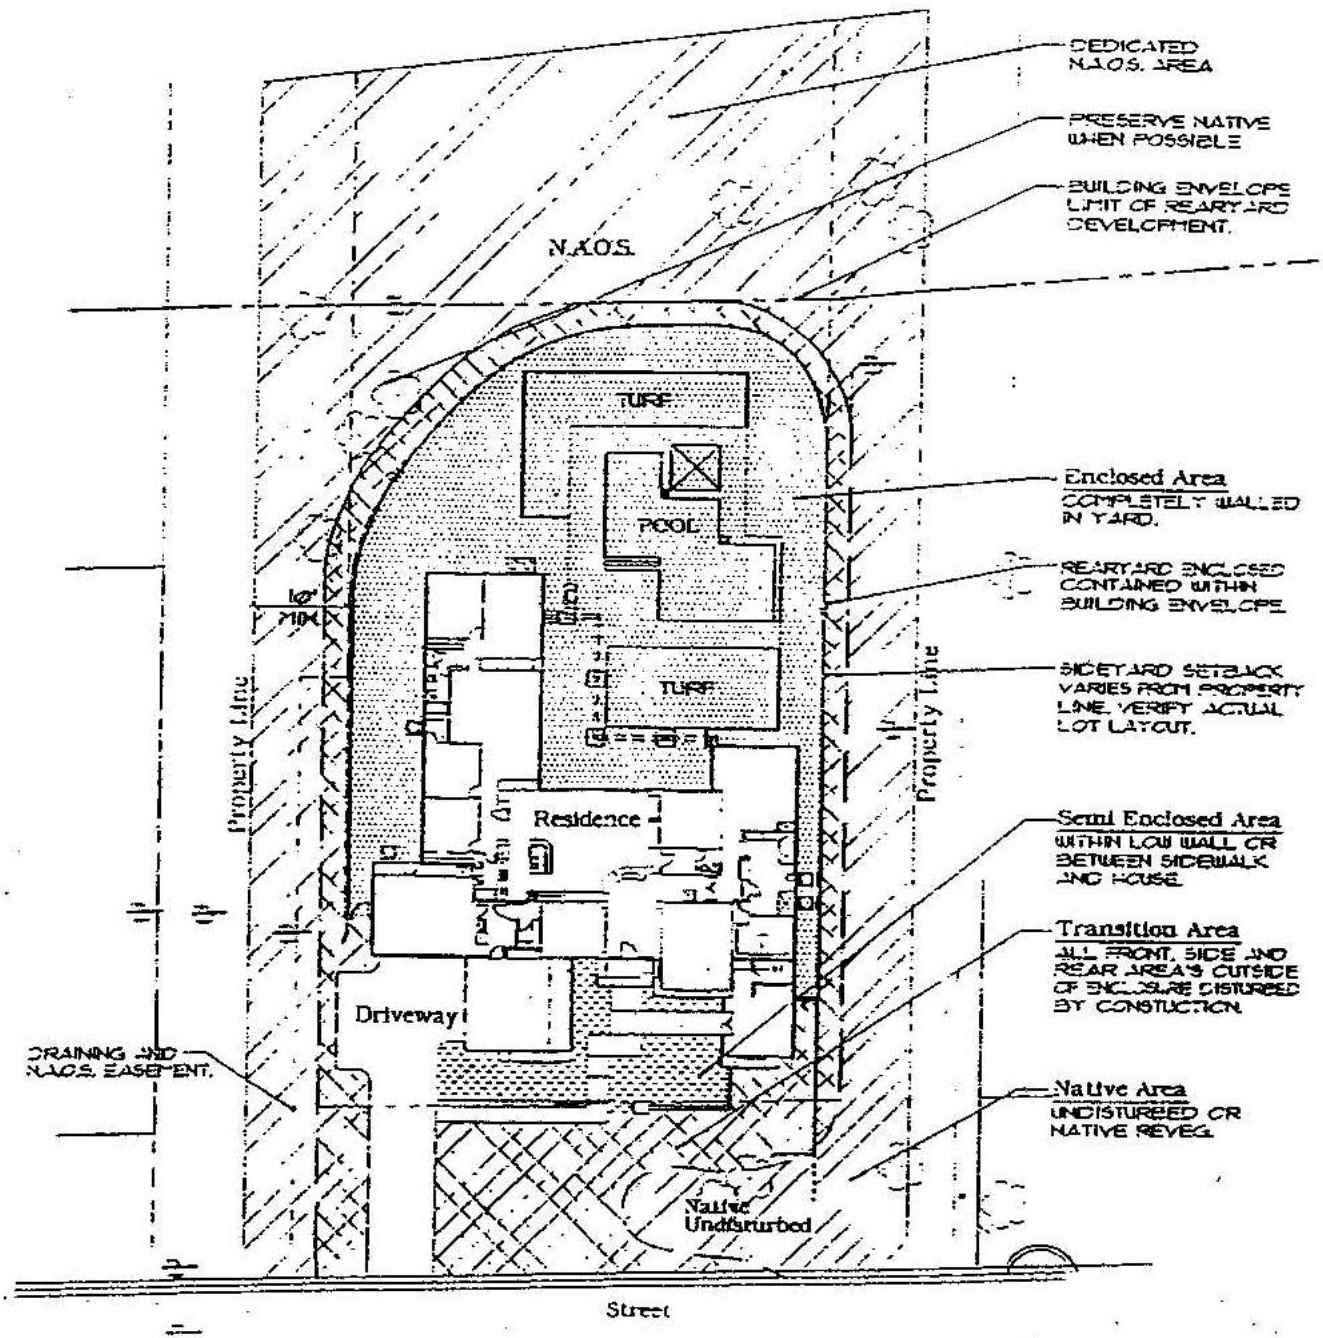 DEDICATED
N.A.O.S. AREA
PRESERVE NATIVE
WHEN POSSIBLE
BUILDING ENVELOPE
LIMIT OF REARYARD
DEVELOPMENT.
N.A.O.S.
TURF
POOL
Enclosed Area
COMPLETELY WALLED
IN YARD.
REARYARD ENCLOSED
CONTAINED WITHIN
BUILDING ENVELOPE
10'
MIN
SIDEYARD SETBACK
VARIES FROM PROPERTY
LINE, VERIFY ACTUAL
LOT LAYOUT.
TURF
Property Line
Property Line
Residence
Semi Enclosed Area
WITHIN LOW WALL OR
BETWEEN SIDEWALK
AND HOUSE
Transition Area
ALL FRONT, SIDE AND
REAR AREA'S OUTSIDE
OF ENCLOSURE DISTURBED
BY CONSTUCTION
Driveway
DRAINING AND
N.A.O.S. EASEMENT.
Native Area
UNDISTURBED OR
NATIVE REVEG.
Native
Undisturbed
Street